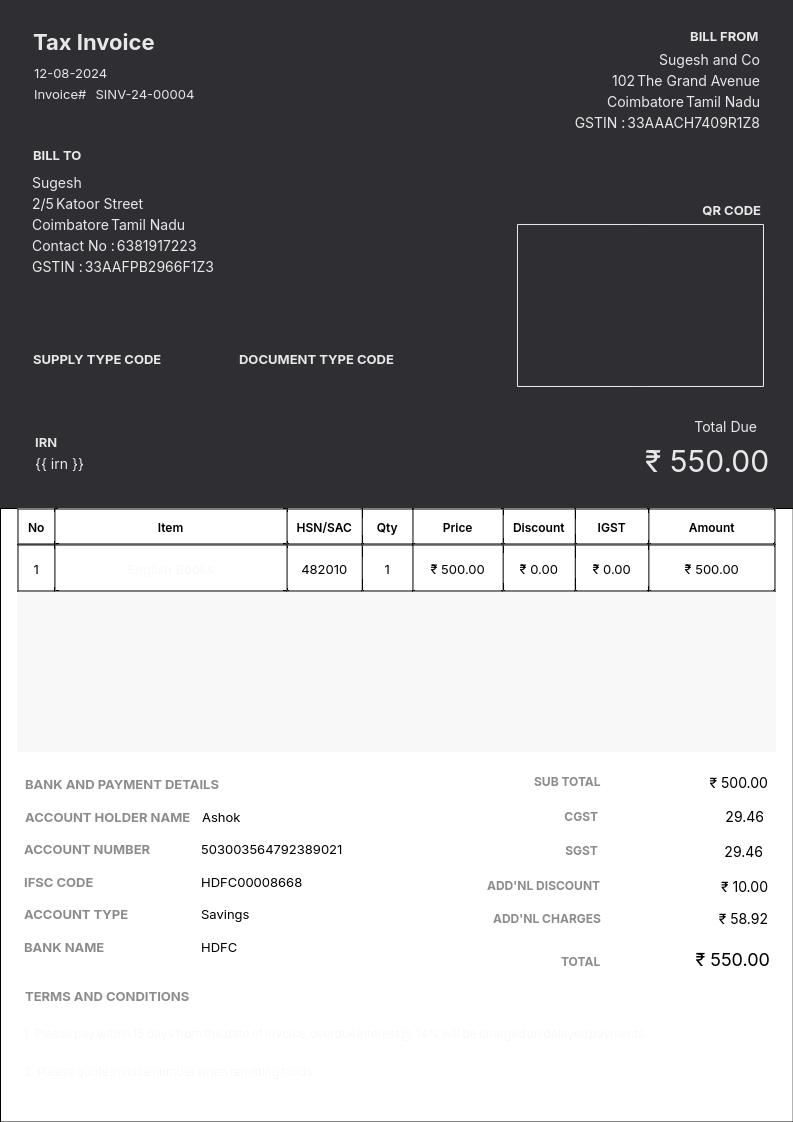 Tax Invoice
12-08-2024
Invoice# SINV-24-00004
BILL FROM
Sugesh and Co
102 The Grand Avenue
Coimbatore Tamil Nadu
GSTIN : 33AAACH7409R1Z8
BILL TO
Sugesh
2/5 Katoor Street
Coimbatore Tamil Nadu
Contact No : 6381917223
GSTIN : 33AAFPB2966F1Z3
QR CODE
SUPPLY TYPE CODE DOCUMENT TYPE CODE
IRN
{{ irn }}
Total Due
₹ 550.00
No Item HSN/SAC Qty Price Discount IGST Amount
1 English Books 482010 1 ₹ 500.00 ₹ 0.00 ₹ 0.00 ₹ 500.00
BANK AND PAYMENT DETAILS
ACCOUNT HOLDER NAME Ashok
ACCOUNT NUMBER 503003564792389021
IFSC CODE HDFC00008668
ACCOUNT TYPE Savings
BANK NAME HDFC
SUB TOTAL ₹ 500.00
CGST 29.46
SGST 29.46
ADD'NL DISCOUNT ₹ 10.00
ADD'NL CHARGES ₹ 58.92
TOTAL ₹ 550.00
TERMS AND CONDITIONS
1. Please pay within 15 days from the date of invoice, overdue interest @ 14% will be charged on delayed payments.
2. Please quote invoice number when remitting funds.